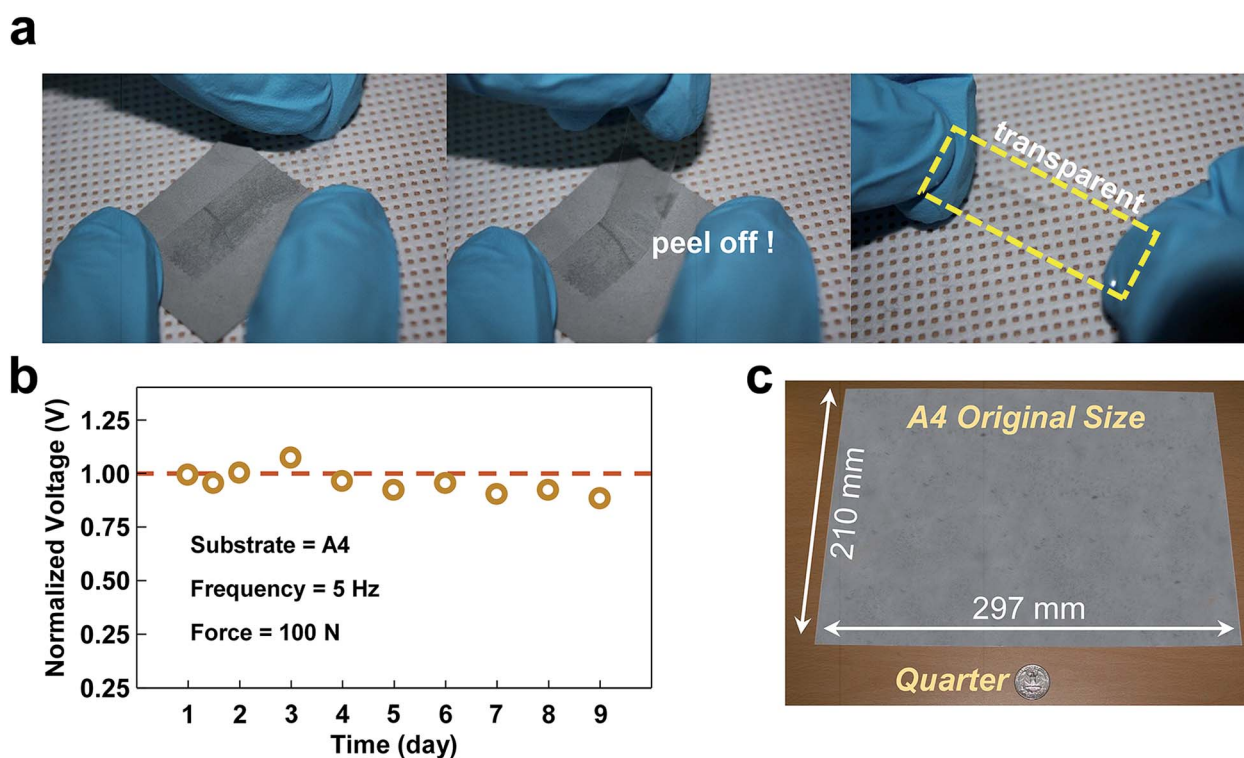 a
peel off !
transparent
b
Normalized Voltage (V)
1.25
1.00
0.75
0.50
0.25
0.25
Substrate = A4
Frequency = 5 Hz
Force = 100 N
1 2 3 4 5 6 7 8 9
Time (day)
c
A4 Original Size
210 mm
297 mm
Quarter